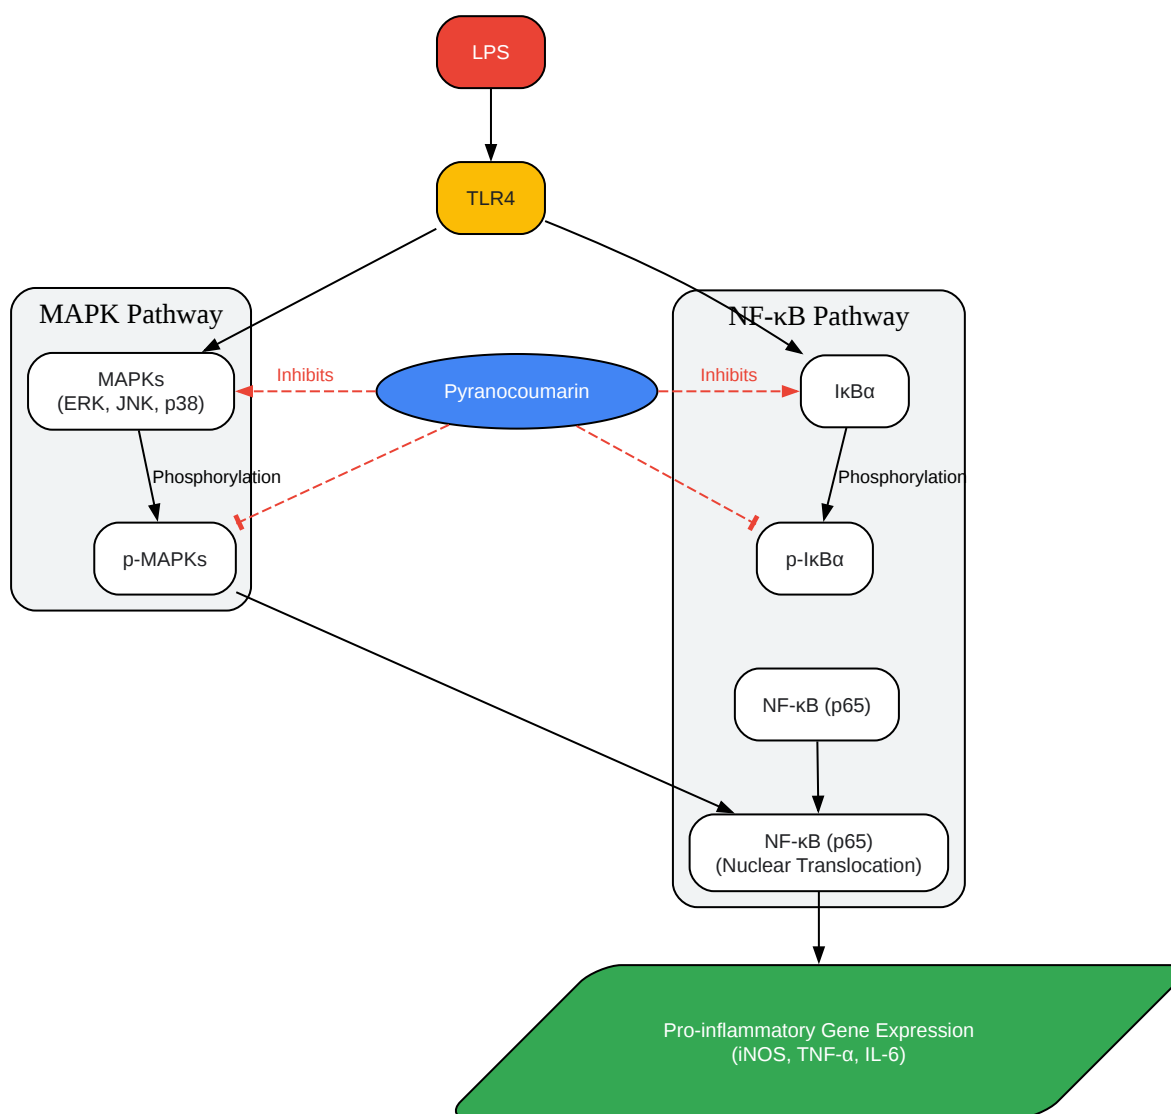 LPS
TLR4
MAPK Pathway
NF-κB Pathway
MAPKs
(ERK, JNK, p38)
Inhibits
Pyranocoumarin
Inhibits
IκBα
Phosphorylation
Phosphorylation
p-MAPKs
p-IκBα
NF-κB (p65)
NF-κB (p65)
(Nuclear Translocation)
Pro-inflammatory Gene Expression
(iNOS, TNF-α, IL-6)